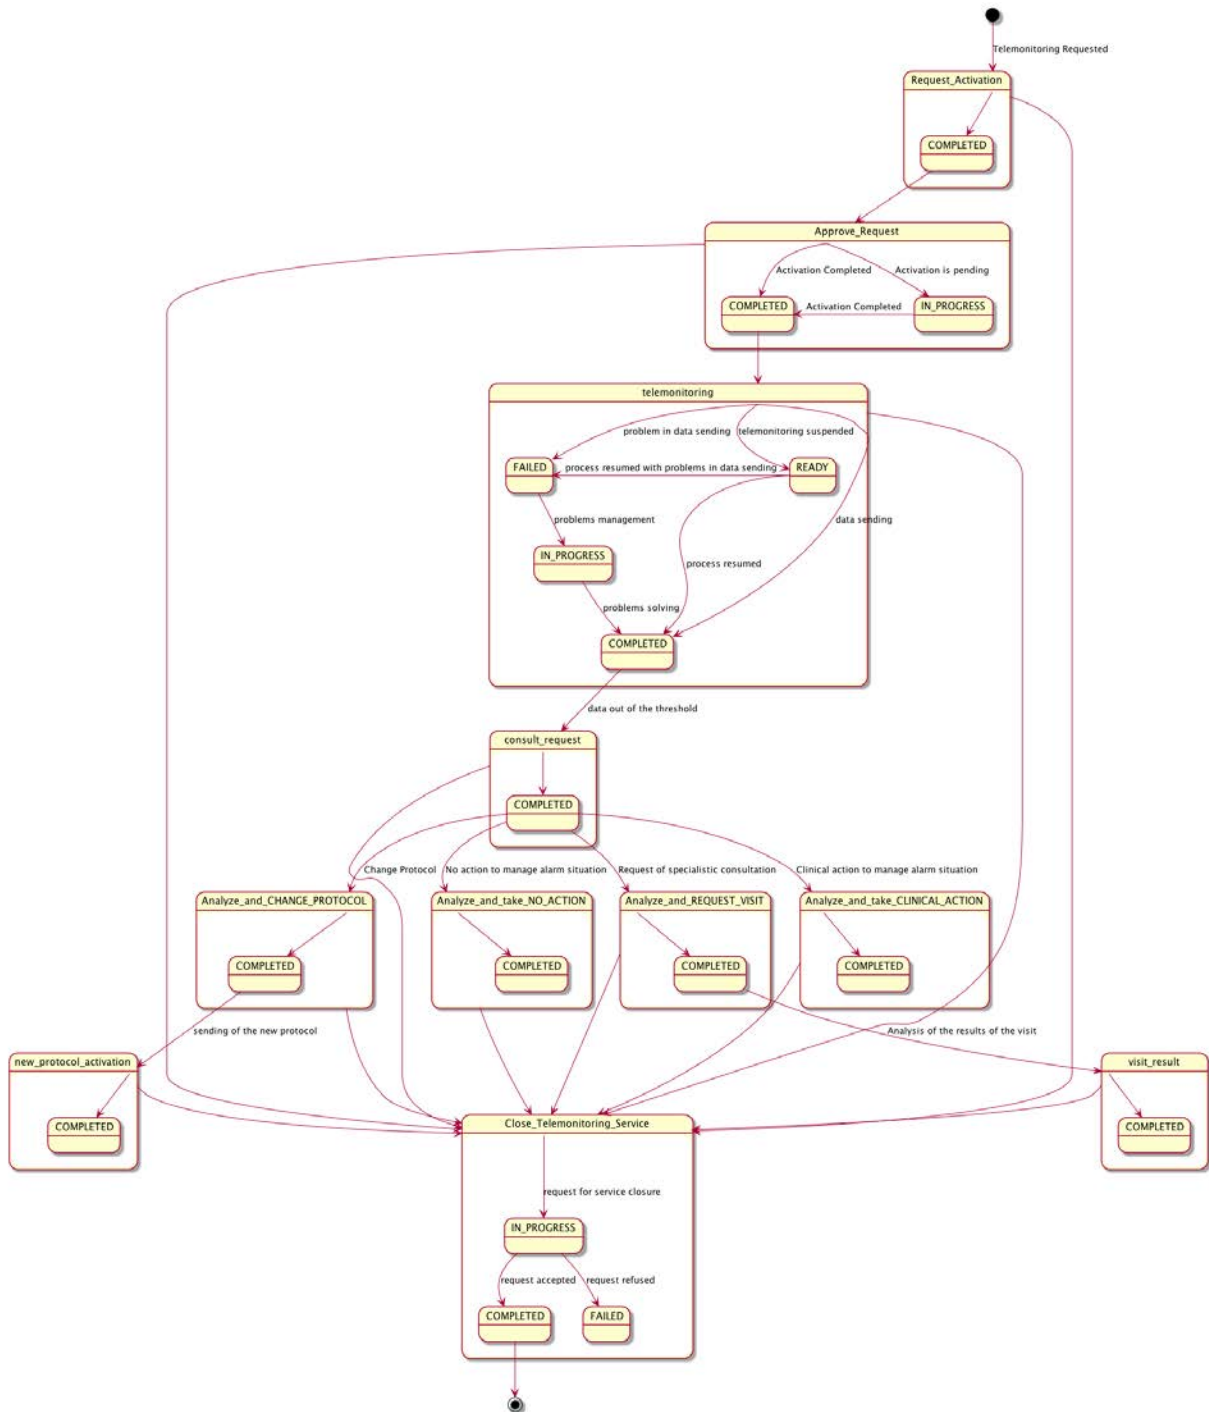 Telemonitoring Requested
Request_Activation
COMPLETED
Approve_Request
Activation Completed
Activation is pending
COMPLETED
Activation Completed
IN_PROGRESS
telemonitoring
problem in data sending
telemonitoring suspended
FAILED
process resumed with problems in data sending
READY
problems management
data sending
IN_PROGRESS
process resumed
problems solving
COMPLETED
data out of the threshold
consult_request
COMPLETED
Change Protocol
No action to manage alarm situation
Request of specialistic consultation
Clinical action to manage alarm situation
Analyze_and_CHANGE_PROTOCOL
Analyze_and_take_NO_ACTION
Analyze_and_REQUEST_VISIT
Analyze_and_take_CLINICAL_ACTION
COMPLETED
COMPLETED
COMPLETED
COMPLETED
sending of the new protocol
Analysis of the results of the visit
new_protocol_activation
visit_result
COMPLETED
COMPLETED
Close_Telemonitoring_Service
request for service closure
IN_PROGRESS
request accepted
request refused
COMPLETED
FAILED